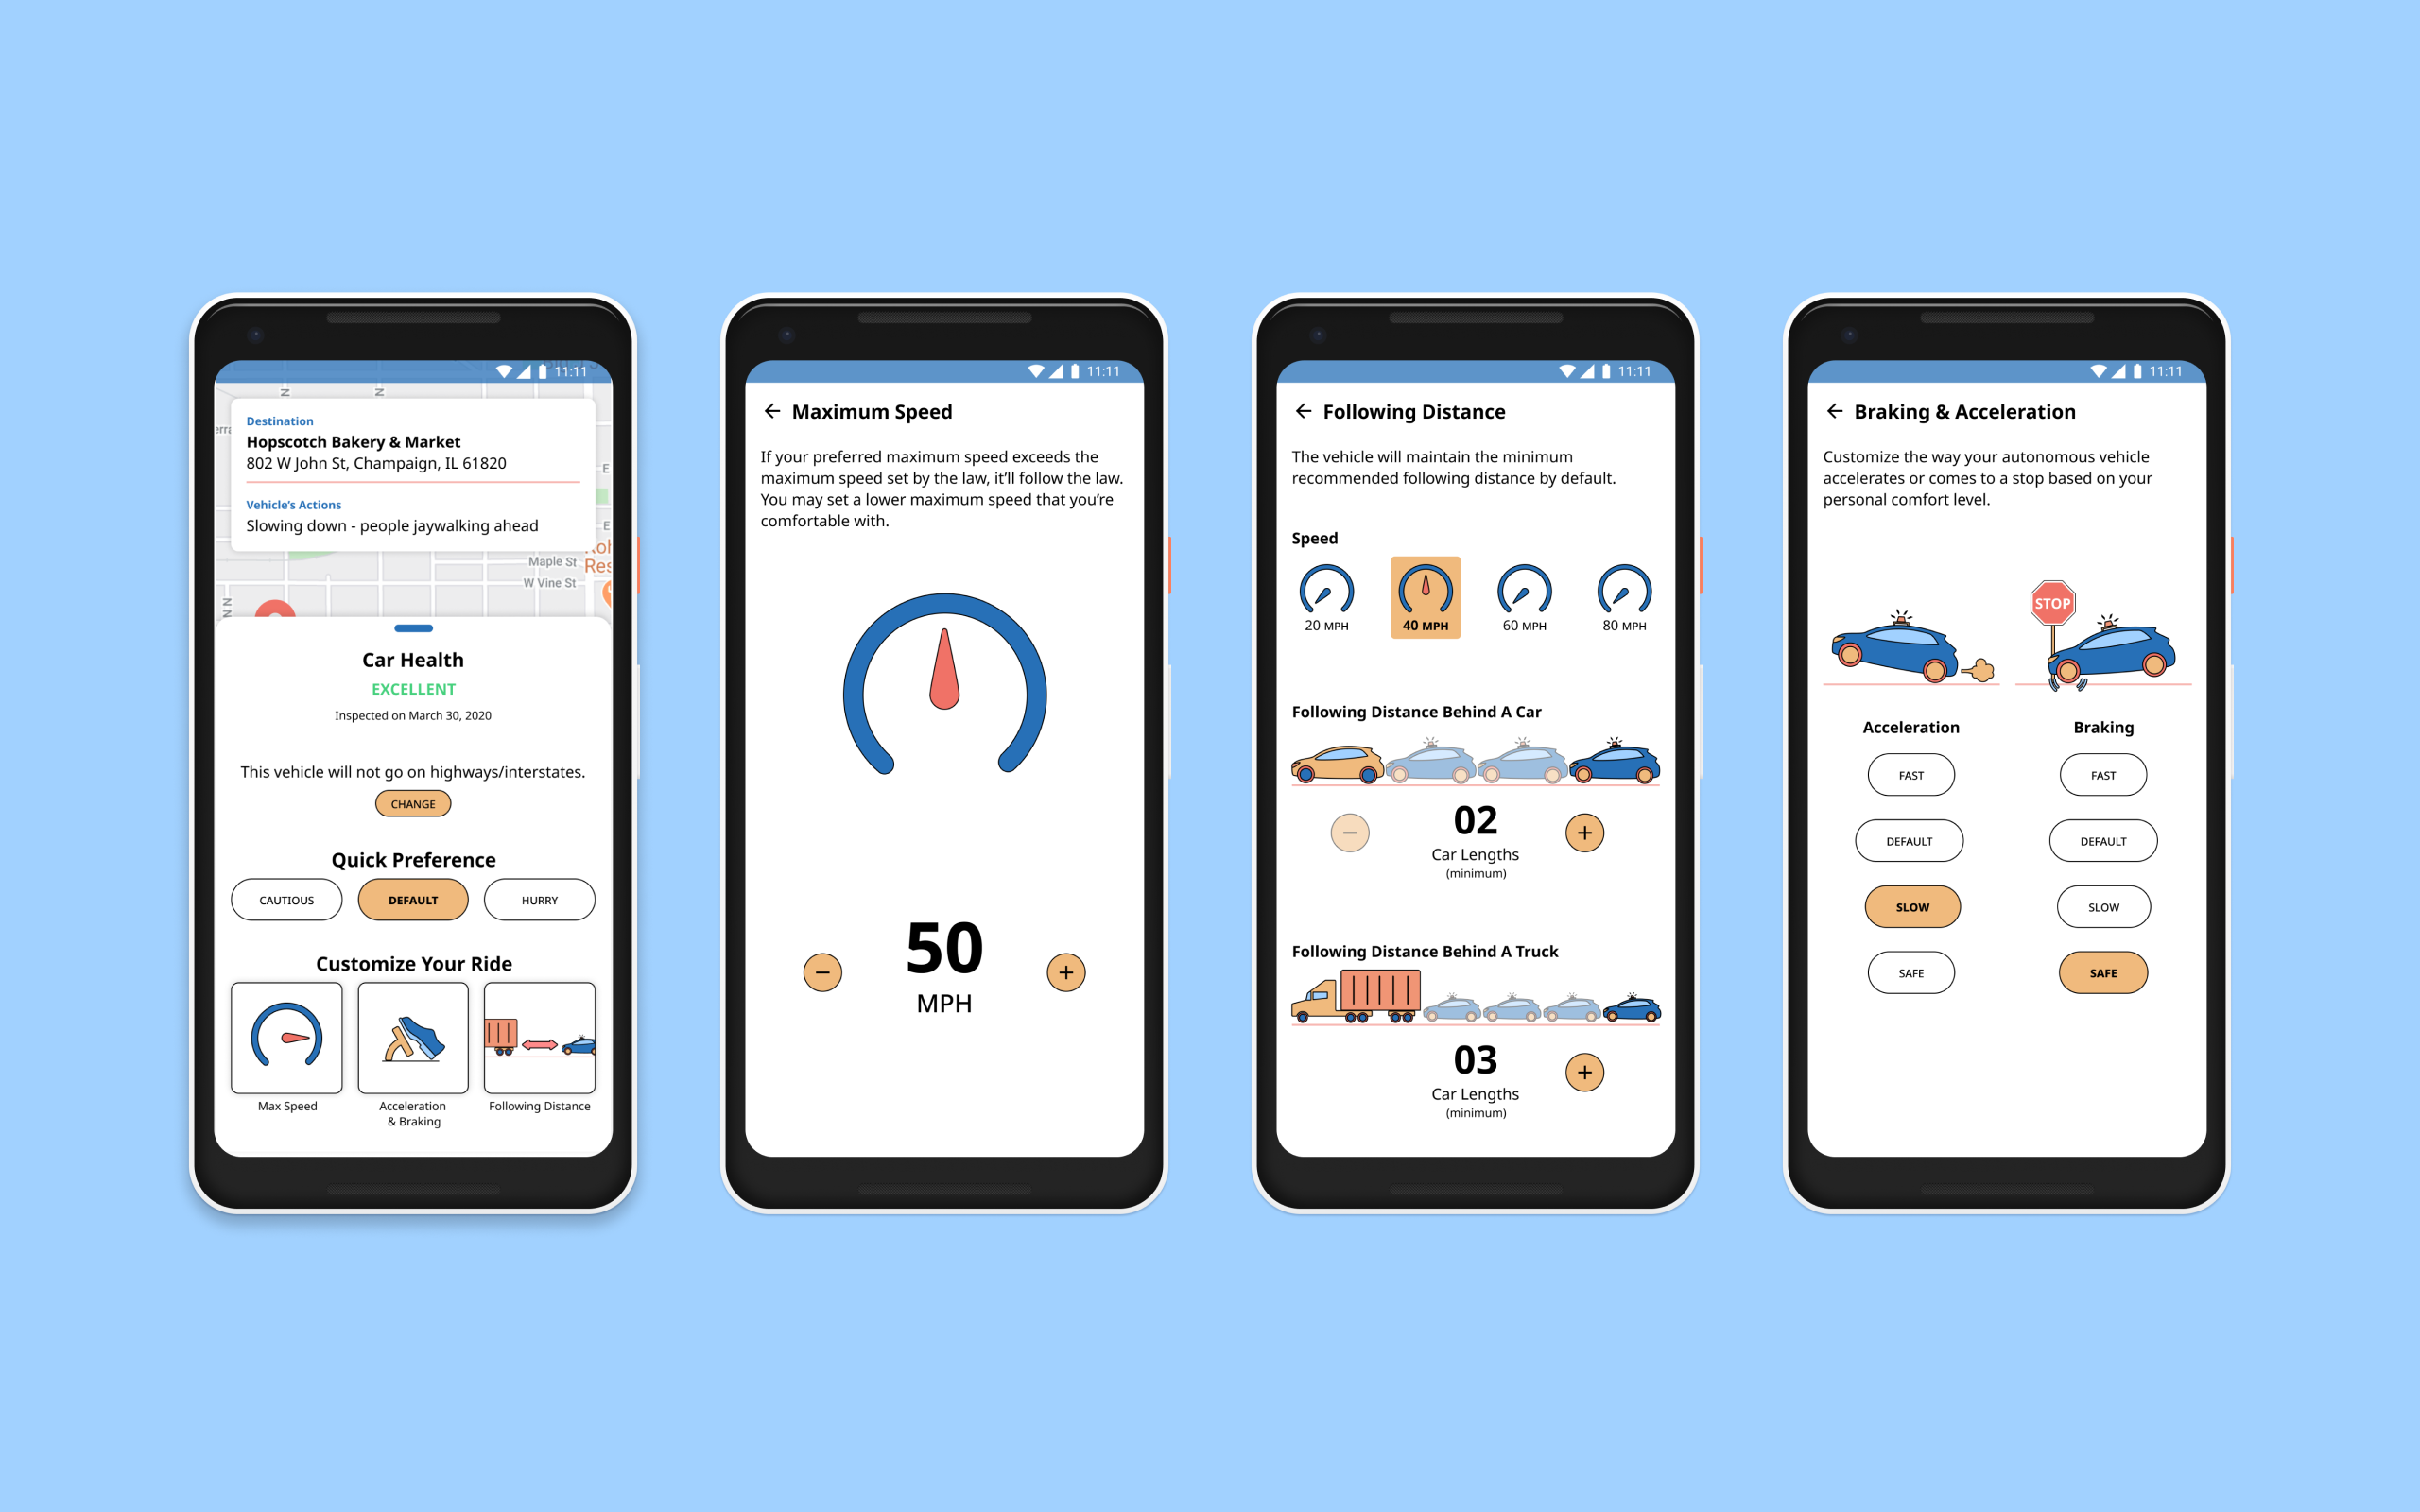 11:11
Destination
Hopscotch Bakery & Market
802 W John St, Champaign, IL 61820
Vehicle's Actions
Slowing down - people jaywalking ahead
Maple St
W Vine St
Car Health
EXCELLENT
Inspected on March 30, 2020
This vehicle will not go on highways/interstates.
CHANGE
Quick Preference
CAUTIOUS DEFAULT HURRY
Customize Your Ride
Max Speed
Acceleration
& Braking
Following Distance
11:11
Maximum Speed
If your preferred maximum speed exceeds the
maximum speed set by the law, it'll follow the law.
You may set a lower maximum speed that you're
comfortable with.
50
MPH
11:11
Following Distance
The vehicle will maintain the minimum
recommended following distance by default.
Speed
20 MPH 40 MPH 60 MPH 80 MPH
Following Distance Behind A Car
02
Car Lengths
(minimum)
Following Distance Behind A Truck
03
Car Lengths
(minimum)
11:11
Braking & Acceleration
Customize the way your autonomous vehicle
accelerates or comes to a stop based on your
personal comfort level.
STOP
Acceleration Braking
FAST FAST
DEFAULT DEFAULT
SLOW SLOW
SAFE SAFE